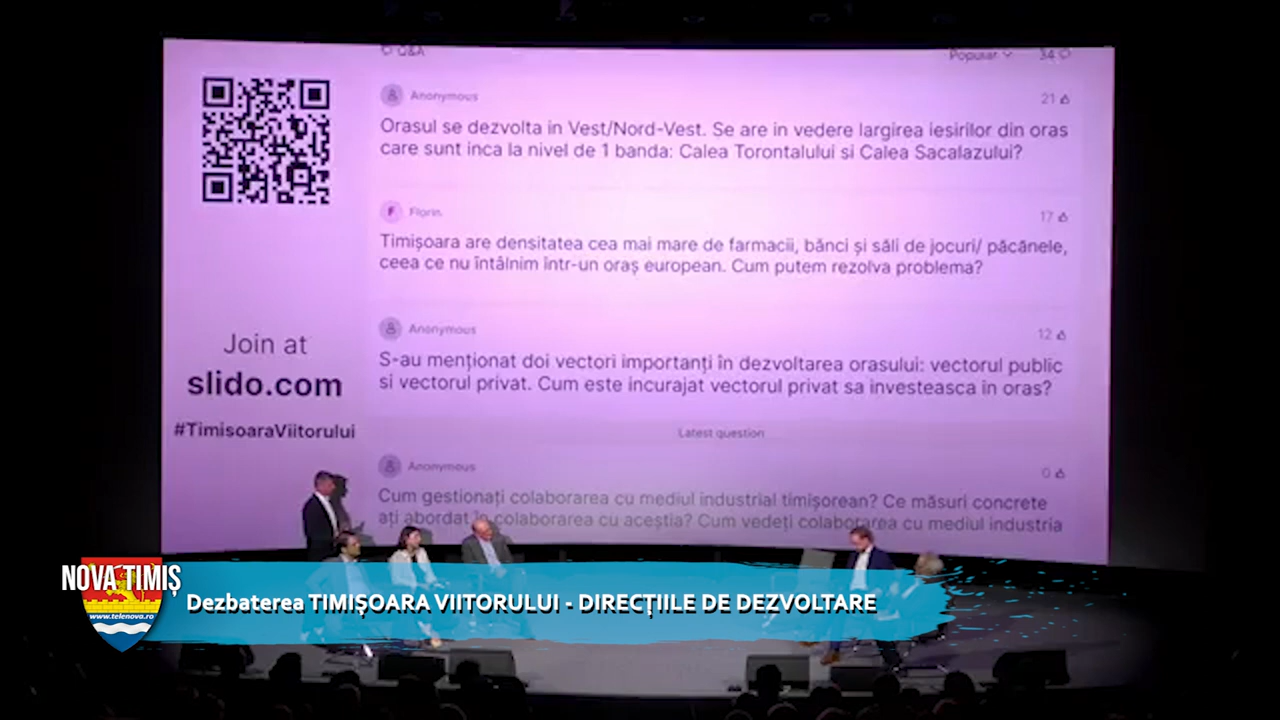 Q&A
Popular
34
Anonymous
21
Orasul se dezvolta in Vest/Nord-Vest. Se are in vedere largirea iesirilor din oras
care sunt inca la nivel de 1 banda: Calea Torontalului si Calea Sacalazului?
F Florin
17
Timișoara are densitatea cea mai mare de farmacii, bănci și săli de jocuri/ păcănele,
ceea ce nu întâlnim într-un oraș european. Cum putem rezolva problema?
Anonymous
12
S-au menționat doi vectori importanți în dezvoltarea orasului: vectorul public
si vectorul privat. Cum este incurajat vectorul privat sa investeasca in oras?
Latest question
Anonymous
0
Cum gestionați colaborarea cu mediul industrial timișorean? Ce măsuri concrete
ați abordat în colaborarea cu aceștia? Cum vedeți colaborarea cu mediul industria
Join at
slido.com
#TimisoaraViitorului
NOVA TIMIȘ
www.telenova.ro
Dezbaterea TIMIȘOARA VIITORULUI - DIRECȚIILE DE DEZVOLTARE